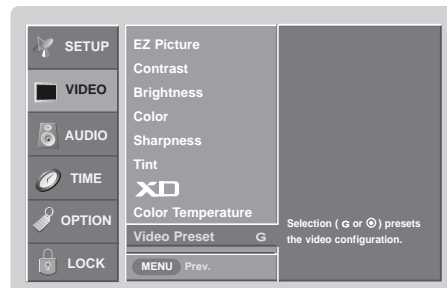 SETUP
VIDEO
AUDIO
TIME
OPTION
LOCK
EZ Picture
Contrast
Brightness
Color
Sharpness
Tint
XD
Color Temperature
Video Preset G
MENU Prev.
Selection ( G or ⊙ ) presets
the video configuration.